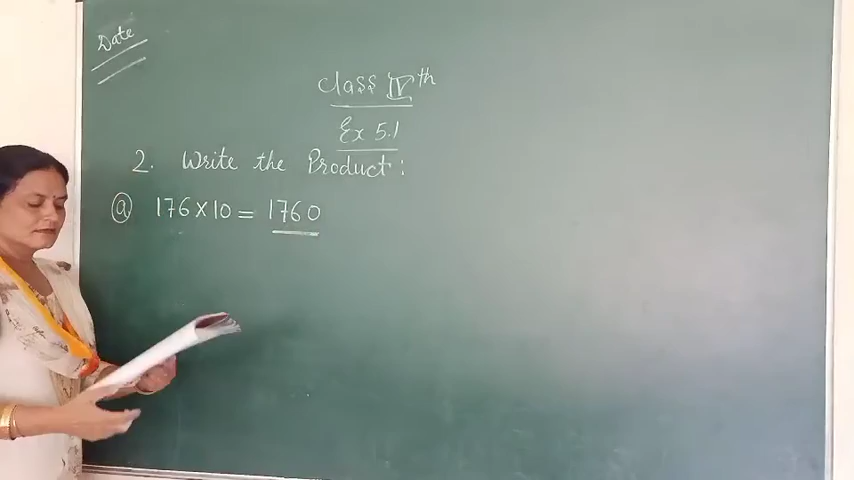 Date
Class IVth
Ex 5.1
2. Write the Product:
a 176 x 10 = 1760